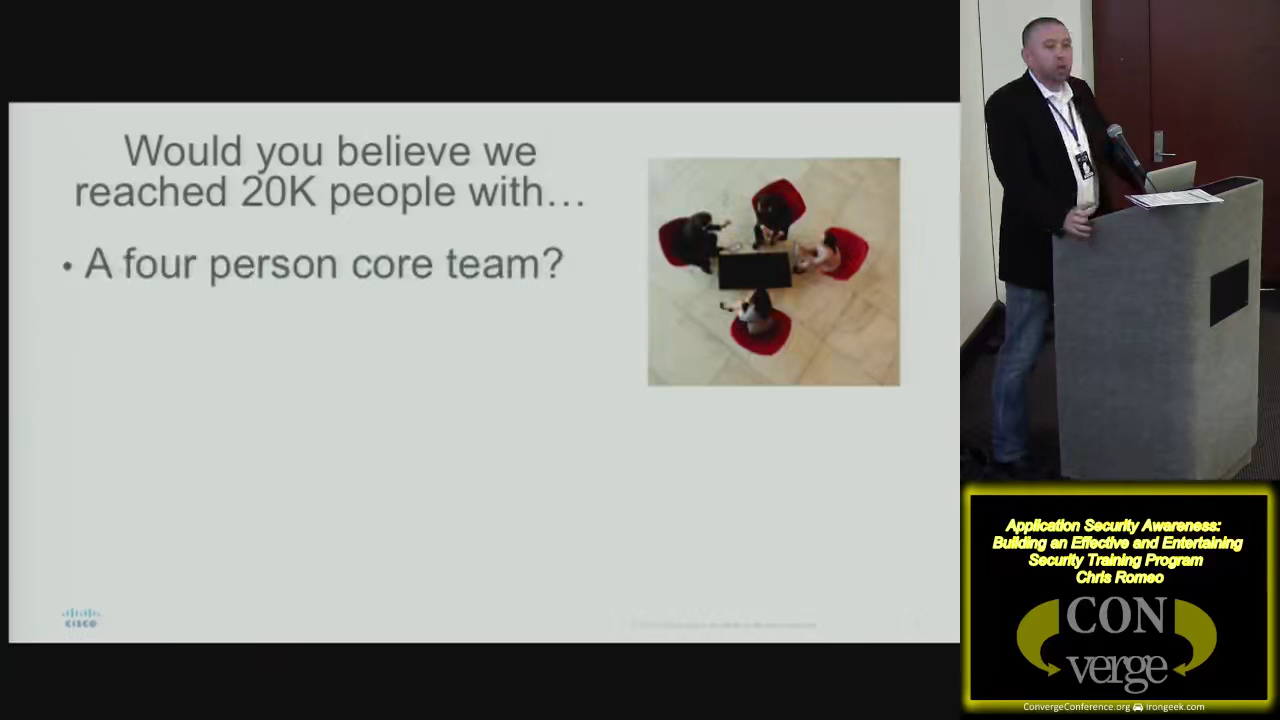 Would you believe we
reached 20K people with…
• A four person core team?
CISCO
Application Security Awareness:
Building an Effective and Entertaining
Security Training Program
Chris Romeo
CON
verge
ConvergeConference.org irongeek.com